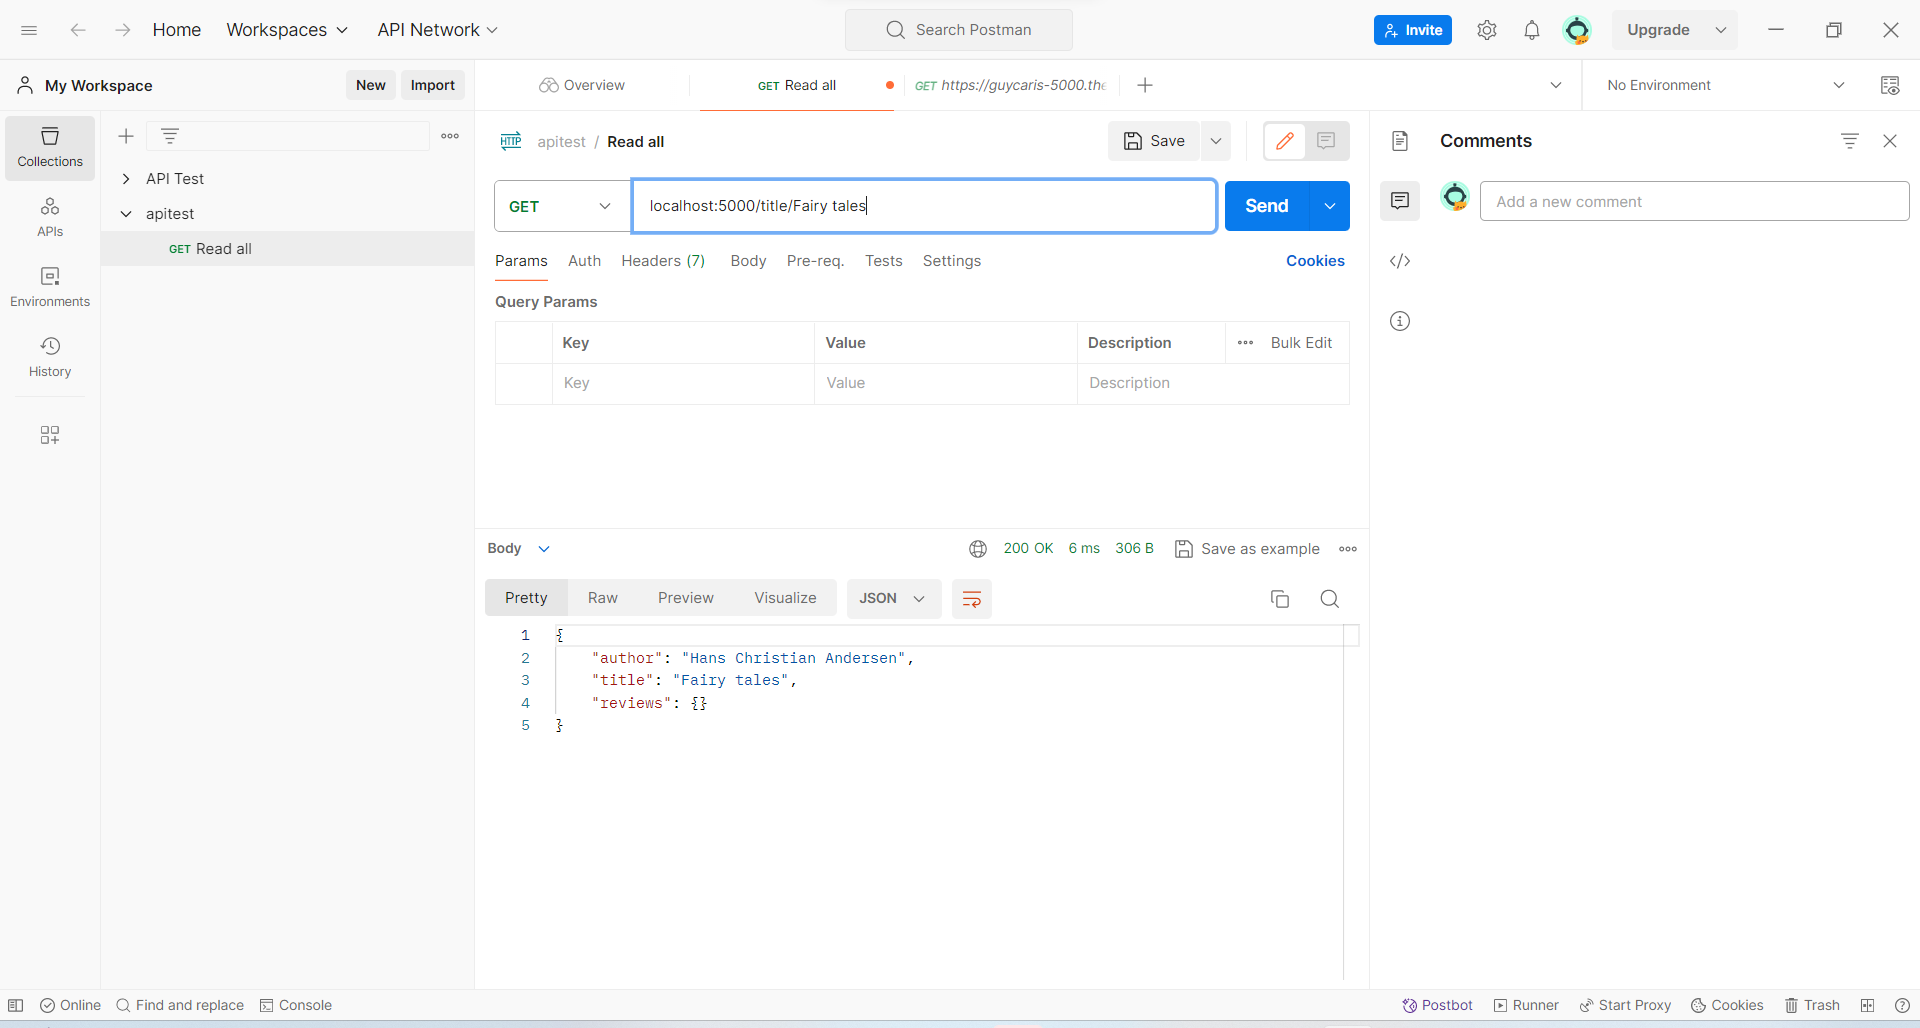 Home Workspaces API Network Search Postman Invite Upgrade
My Workspace New Import Overview GET Read all GET https://guycaris-5000.the No Environment
Collections
APIs
Environments
History
API Test
apitest
GET Read all
HTTP apitest / Read all Save
GET localhost:5000/title/Fairy tales Send
Params Auth Headers (7) Body Pre-req. Tests Settings Cookies
Query Params
Key Value Description Bulk Edit
Key Value Description
Body 200 OK 6 ms 306 B Save as example
Pretty Raw Preview Visualize JSON
1 {
2 "author": "Hans Christian Andersen",
3 "title": "Fairy tales",
4 "reviews": {}
5 }
Comments
Add a new comment
Online Find and replace Console Postbot Runner Start Proxy Cookies Trash